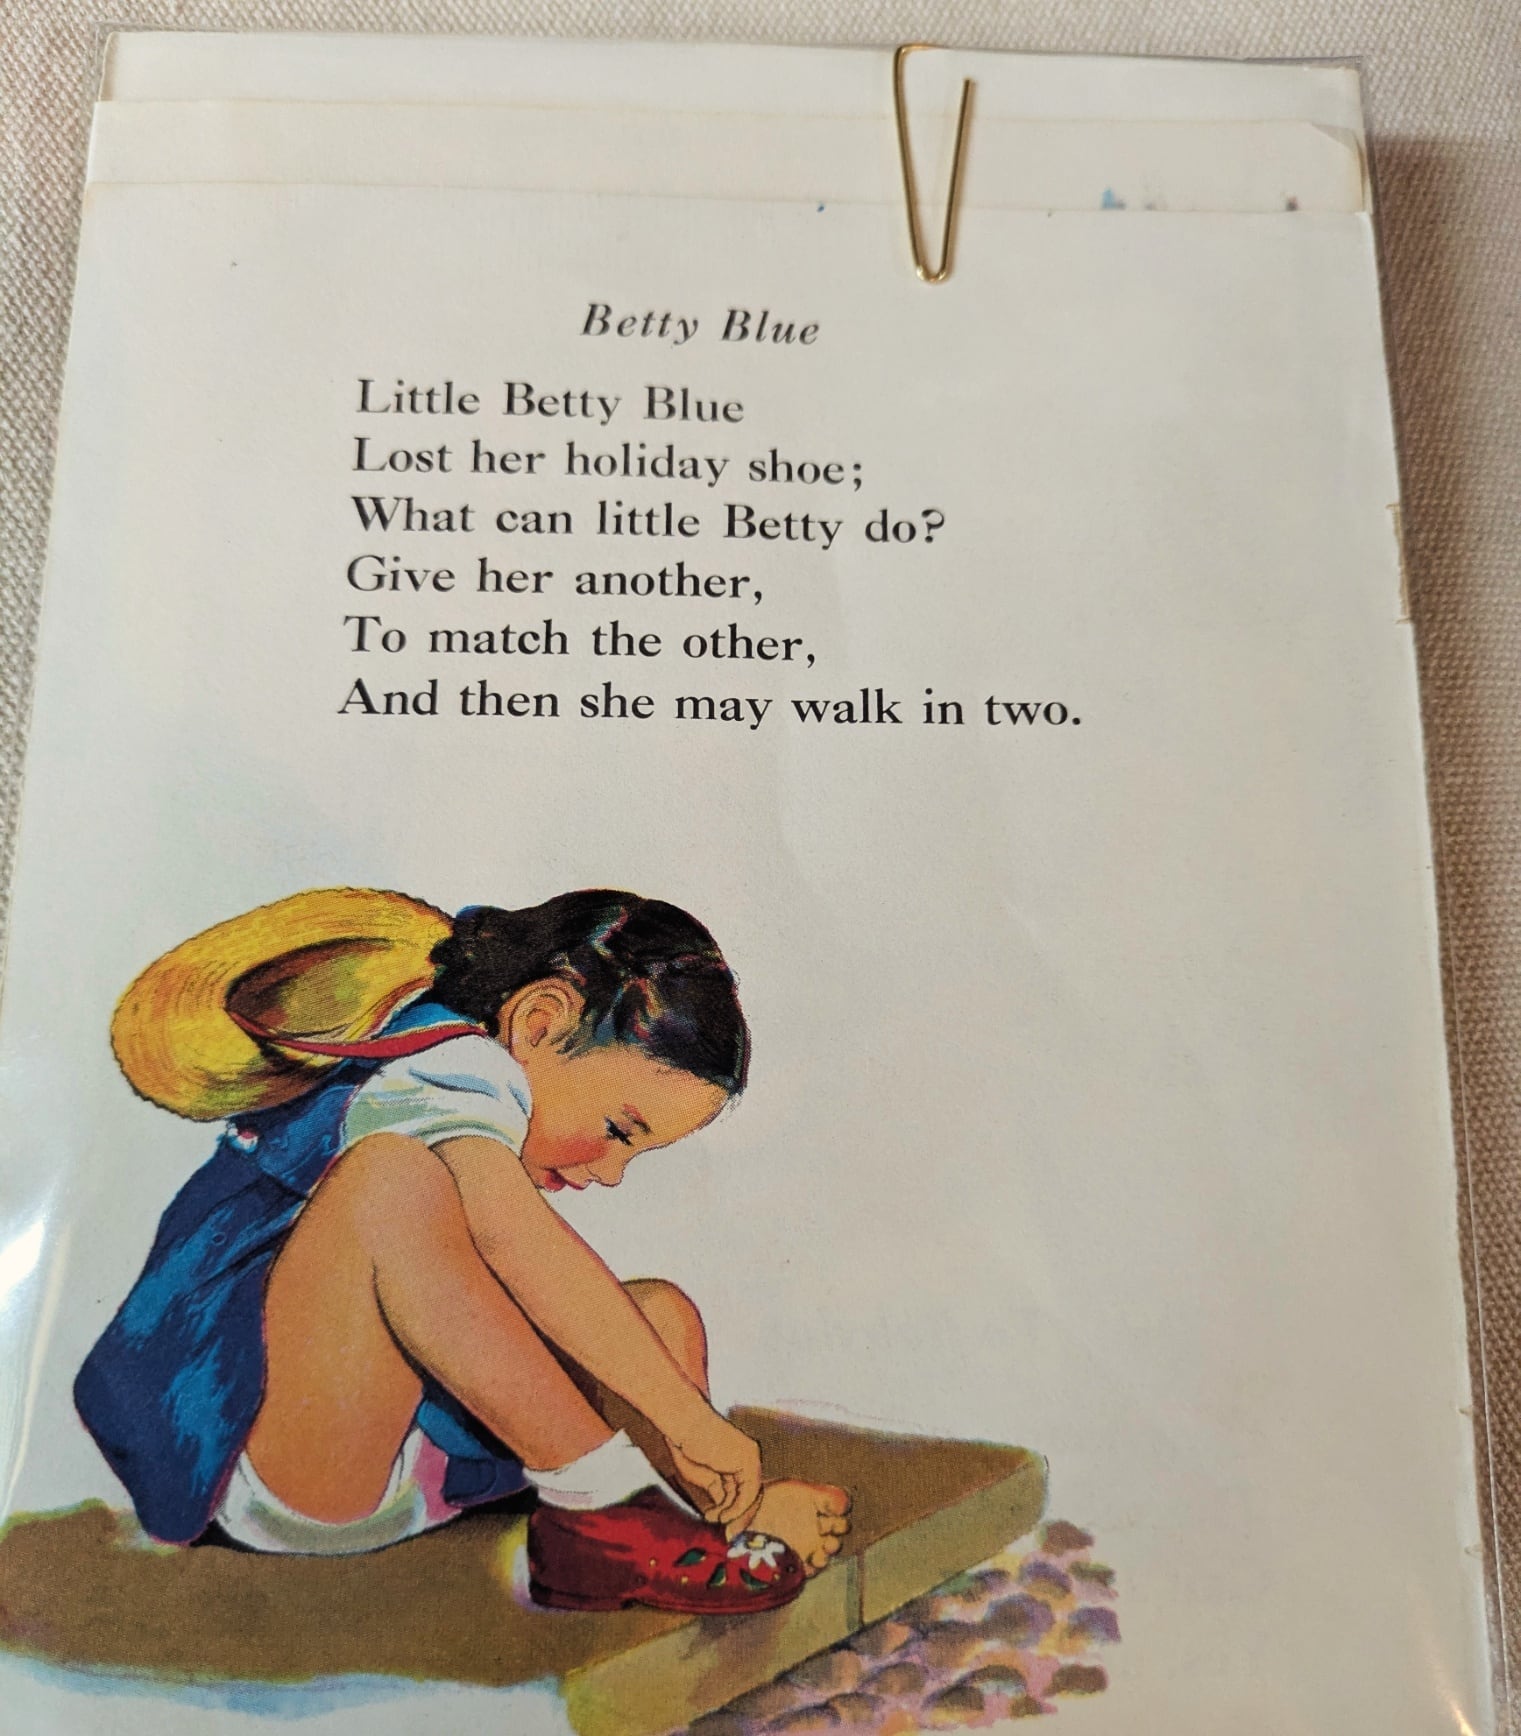 Betty Blue
Little Betty Blue
Lost her holiday shoe;
What can little Betty do?
Give her another,
To match the other,
And then she may walk in two.